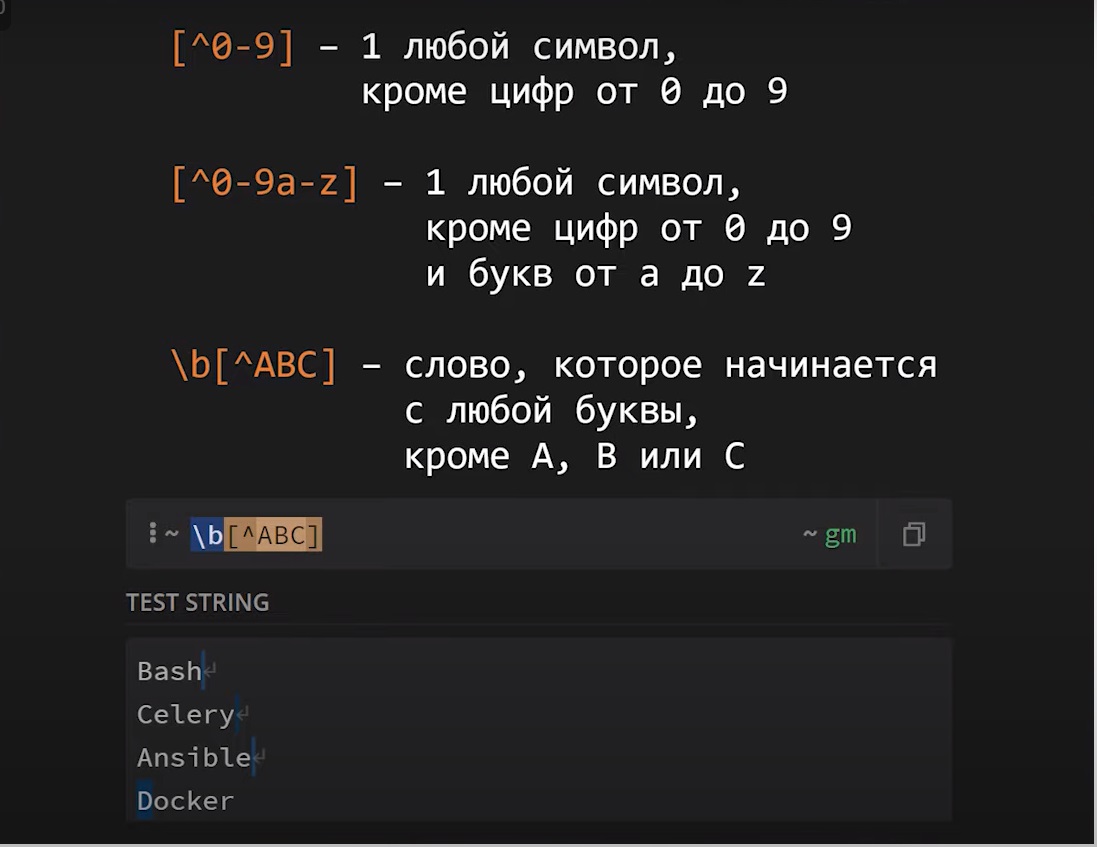 [^0-9] – 1 любой символ,
кроме цифр от 0 до 9
[^0-9a-z] – 1 любой символ,
кроме цифр от 0 до 9
и букв от a до z
\b[^ABC] – слово, которое начинается
с любой буквы,
кроме A, B или C
⋮~ \b[^ABC] ~ gm
TEST STRING
Bash↵
Celery↵
Ansible↵
Docker